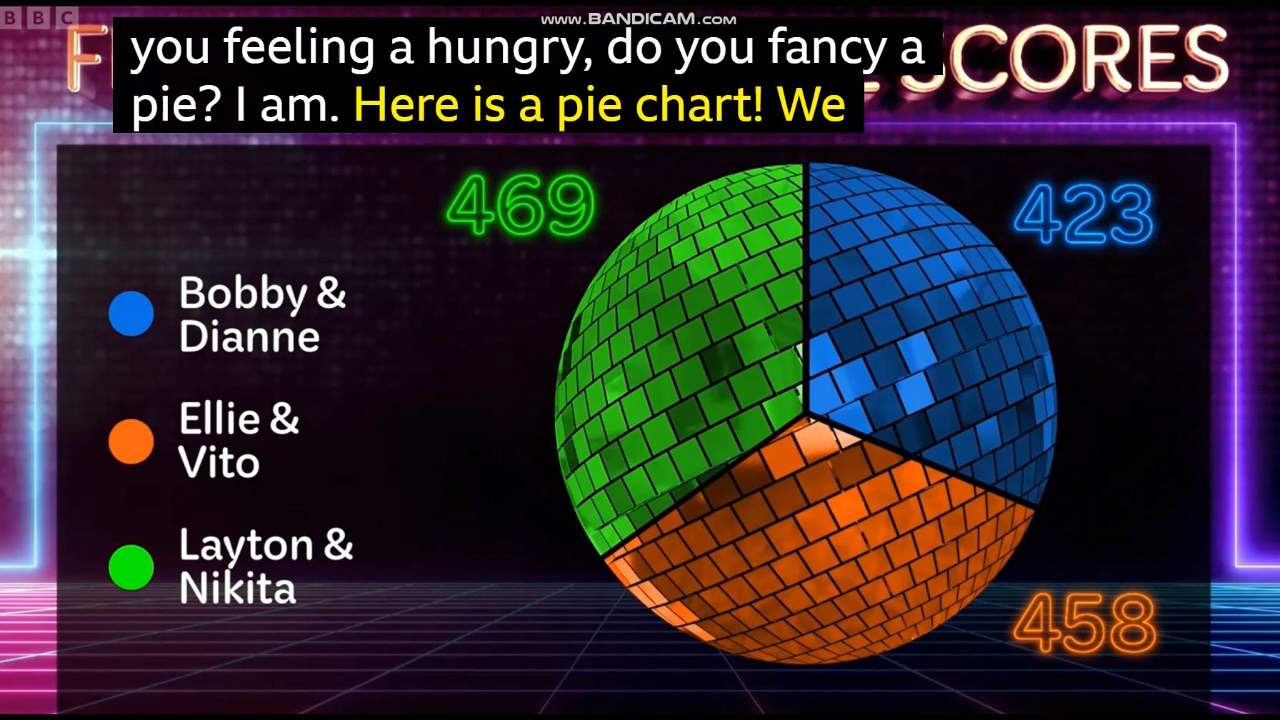 BBC
www.BANDICAM.com
you feeling a hungry, do you fancy a
pie? I am. Here is a pie chart! We
SCORES
469
423
Bobby &
Dianne
Ellie &
Vito
Layton &
Nikita
458